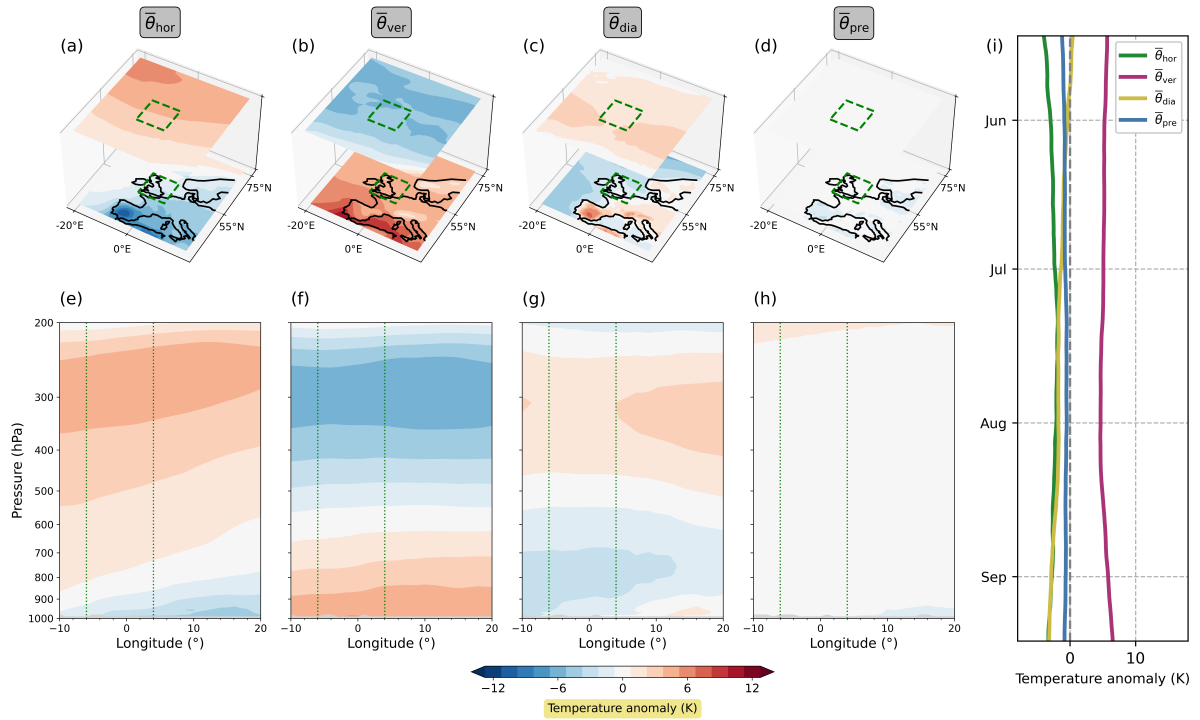 θ̅hor
θ̅ver
θ̅dia
θ̅pre
(a)
(b)
(c)
(d)
(i)
-20°E
0°E
55°N
75°N
-20°E
0°E
55°N
75°N
-20°E
0°E
55°N
75°N
-20°E
0°E
55°N
75°N
(e)
(f)
(g)
(h)
Pressure (hPa)
200
300
400
500
600
700
800
900
1000
−10
0
10
20
Longitude (°)
−10
0
10
20
Longitude (°)
−10
0
10
20
Longitude (°)
−10
0
10
20
Longitude (°)
−12
−6
0
6
12
Temperature anomaly (K)
θ̅hor
θ̅ver
θ̅dia
θ̅pre
Jun
Jul
Aug
Sep
0
10
Temperature anomaly (K)